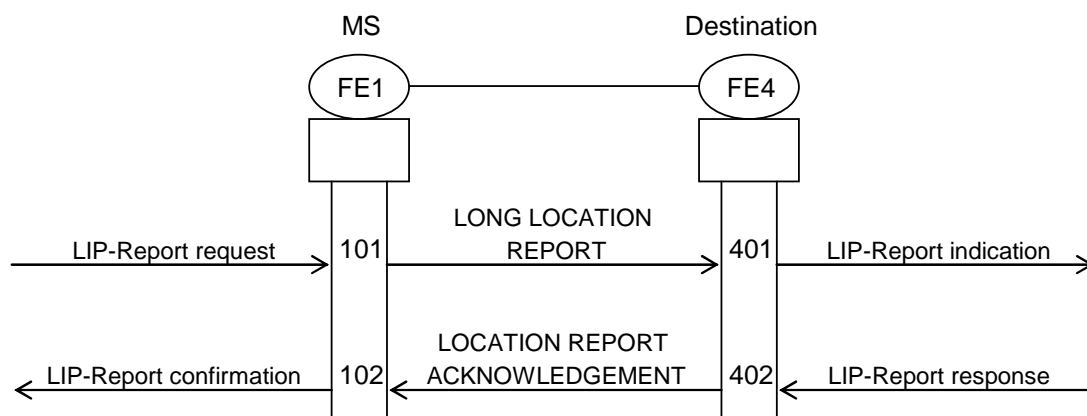 MS Destination
FE1 FE4
LONG LOCATION
LIP-Report request 101 REPORT 401 LIP-Report indication
LOCATION REPORT
LIP-Report confirmation 102 ACKNOWLEDGEMENT 402 LIP-Report response